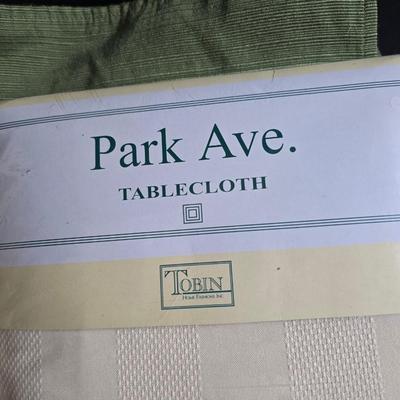 Park Ave.
TABLECLOTH
TOBIN
HOME FASHIONS INC.